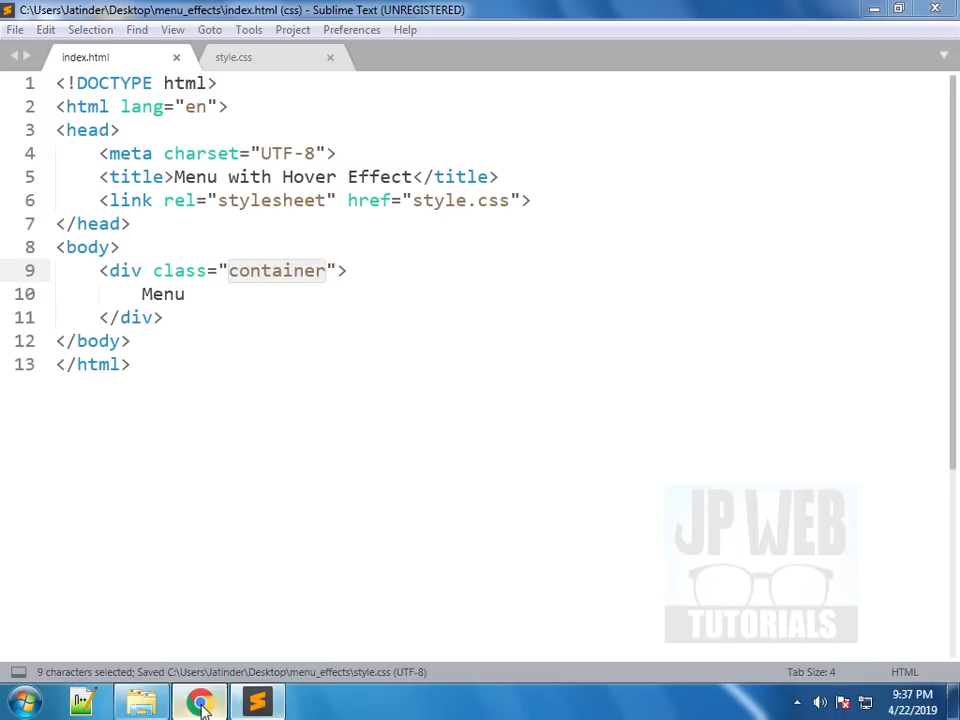 C:\Users\Jatinder\Desktop\menu_effects\index.html (css) - Sublime Text (UNREGISTERED)
File Edit Selection Find View Goto Tools Project Preferences Help
index.html style.css
1 <!DOCTYPE html>
2 <html lang="en">
3 <head>
4 <meta charset="UTF-8">
5 <title>Menu with Hover Effect</title>
6 <link rel="stylesheet" href="style.css">
7 </head>
8 <body>
9 <div class="container">
10 Menu
11 </div>
12 </body>
13 </html>
JP WEB
TUTORIALS
9 characters selected; Saved C:\Users\Jatinder\Desktop\menu_effects\style.css (UTF-8) Tab Size: 4 HTML
9:37 PM
4/22/2019